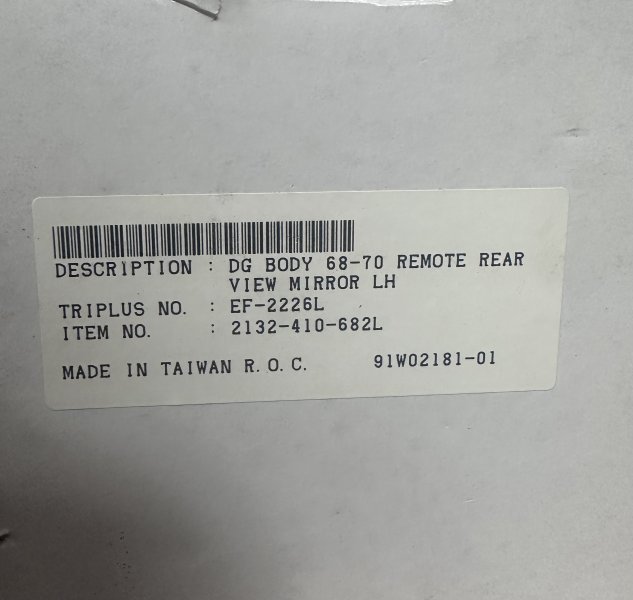 DESCRIPTION : DG BODY 68-70 REMOTE REAR
VIEW MIRROR LH
TRIPLUS NO. : EF-2226L
ITEM NO. : 2132-410-682L
MADE IN TAIWAN R.O.C. 91W02181-01